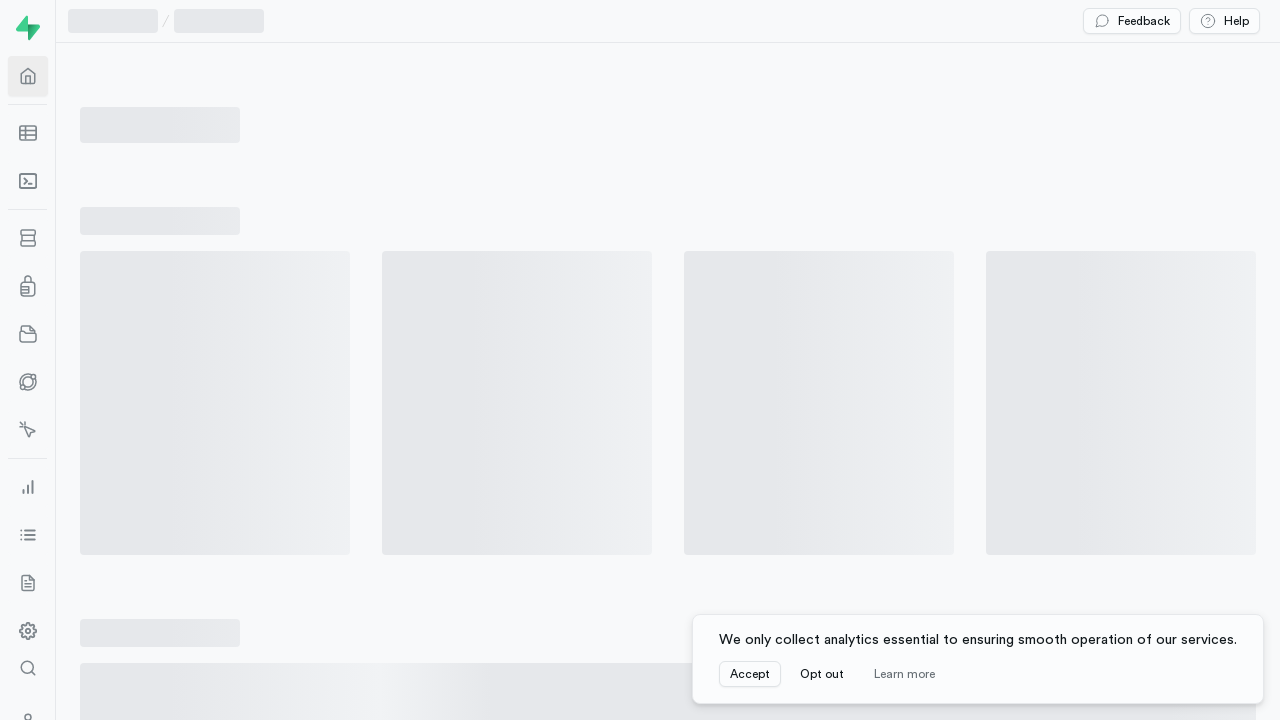 /
Feedback
Help
We only collect analytics essential to ensuring smooth operation of our services.
Accept
Opt out
Learn more